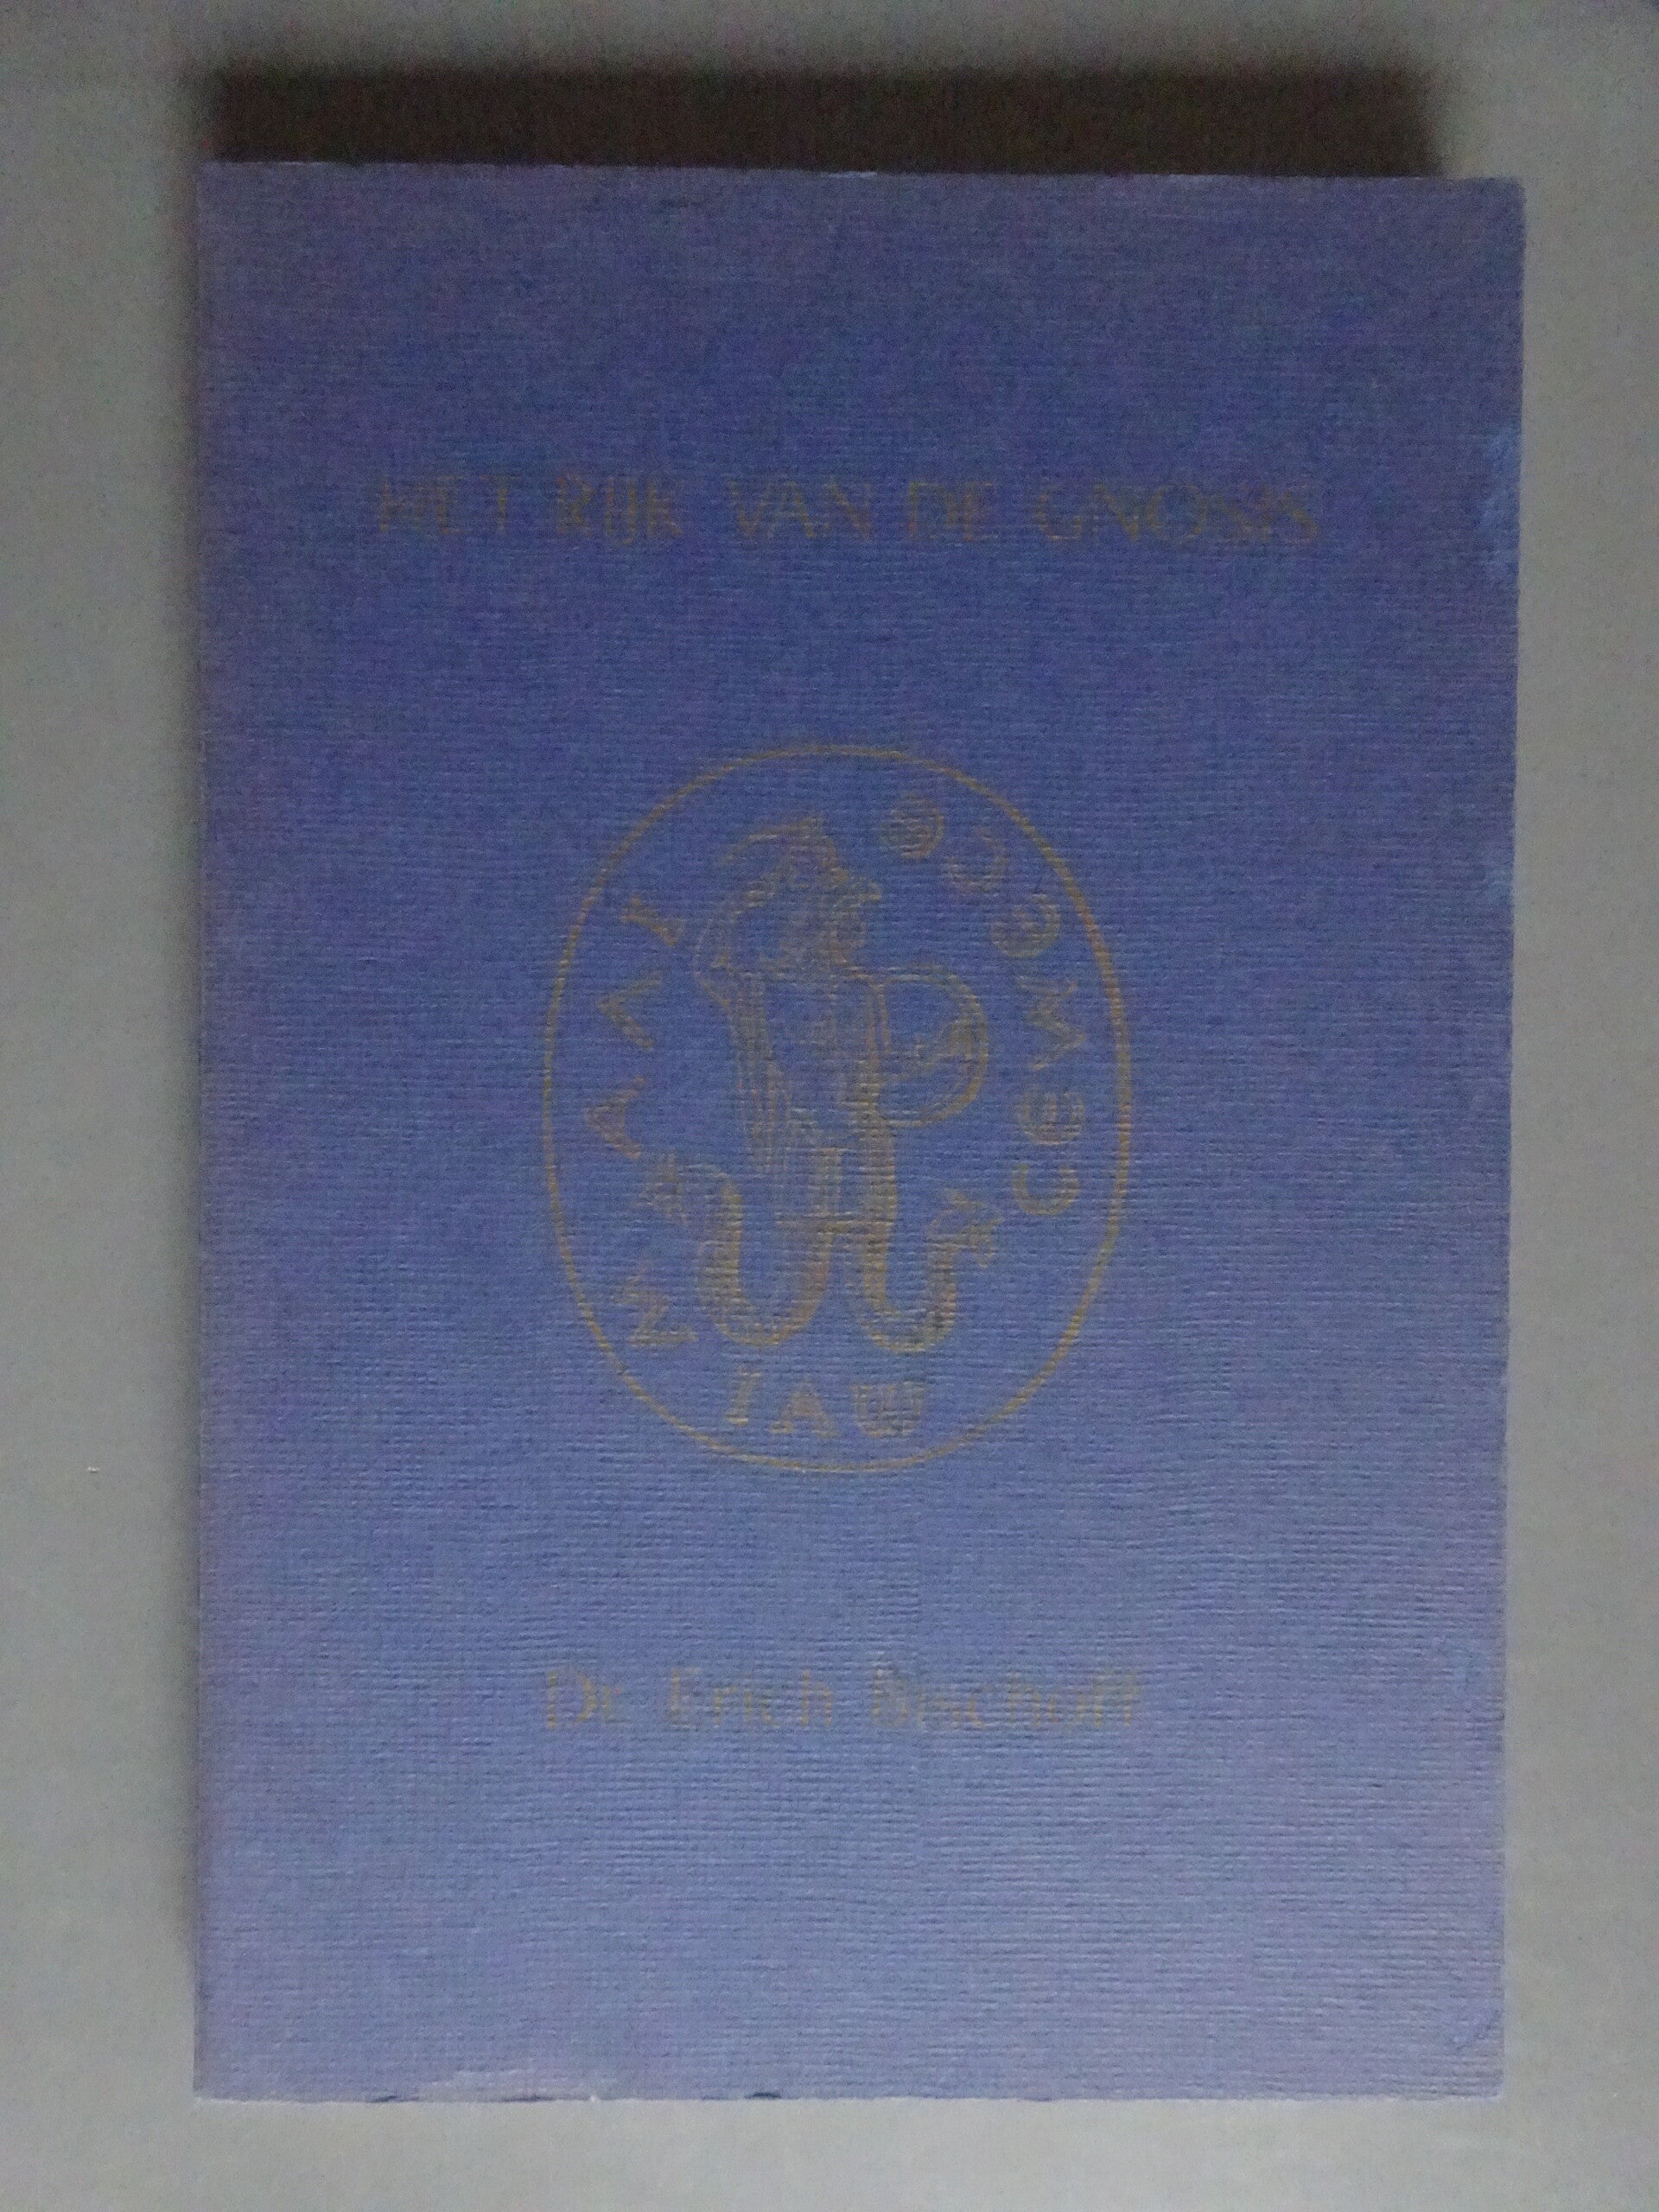 HET RIJK VAN DE GNOSIS
IAW
Dr Erich Bischoff